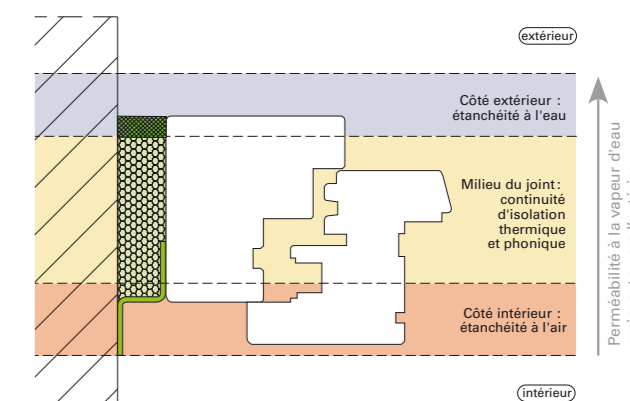 extérieur
Côté extérieur :
étanchéité à l'eau
Milieu du joint:
continuité
d'isolation
thermique
et phonique
Côté intérieur :
étanchéité à l'air
intérieur
Perméabilité à la vapeur d'eau